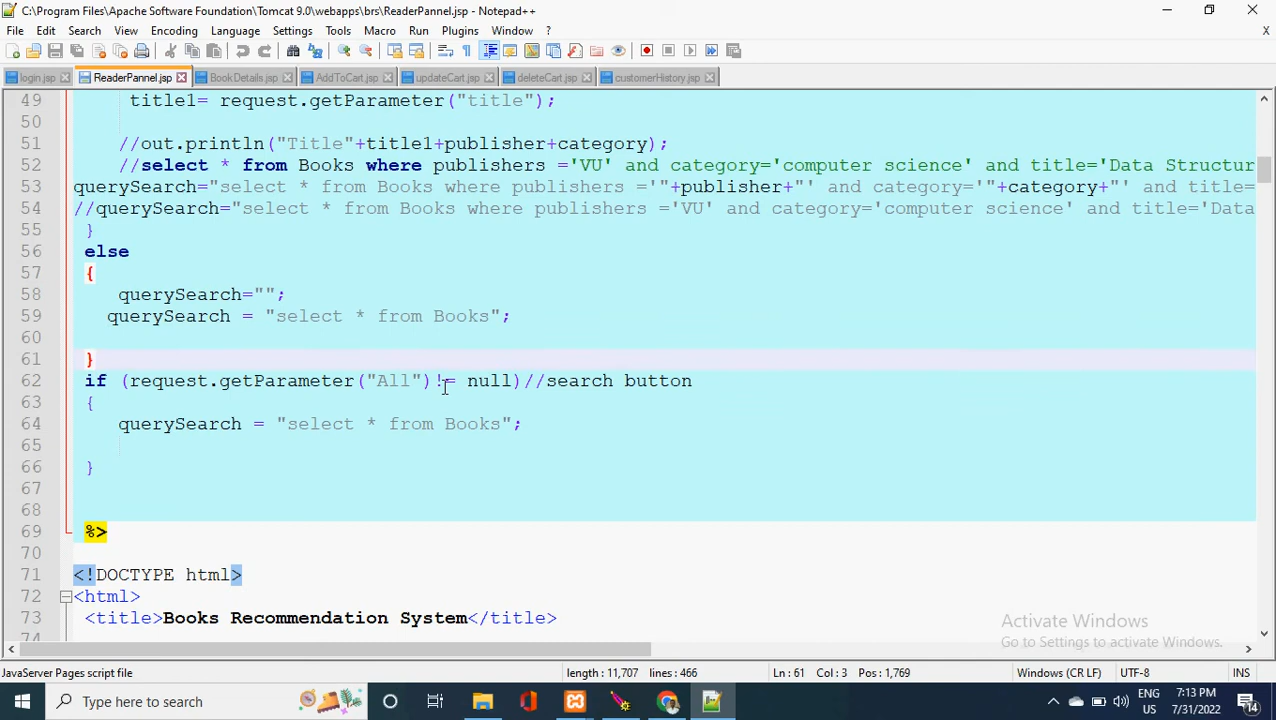 C:\Program Files\Apache Software Foundation\Tomcat 9.0\webapps\brs\ReaderPannel.jsp - Notepad++
File Edit Search View Encoding Language Settings Tools Macro Run Plugins Window ? X
login.jsp ReaderPannel.jsp BookDetails.jsp AddToCart.jsp updateCart.jsp deleteCart.jsp customerHistory.jsp
49 title1= request.getParameter("title");
50
51 //out.println("Title"+title1+publisher+category);
52 //select * from Books where publishers ='VU' and category='computer science' and title='Data Structur
53 querySearch="select * from Books where publishers ='"+publisher+"' and category='"+category+"' and title=
54 //querySearch="select * from Books where publishers ='VU' and category='computer science' and title='Data
55 }
56 else
57 {
58 querySearch="";
59 querySearch = "select * from Books";
60
61 }
62 if (request.getParameter("All")!= null)//search button
63 {
64 querySearch = "select * from Books";
65
66 }
67
68
69 %>
70
71 <!DOCTYPE html>
72 <html>
73 <title>Books Recommendation System</title>
74
Activate Windows
Go to Settings to activate Windows.
JavaServer Pages script file length : 11,707 lines : 466 Ln : 61 Col : 3 Pos : 1,769 Windows (CR LF) UTF-8 INS
Type here to search ENG 7:13 PM
US 7/31/2022 14